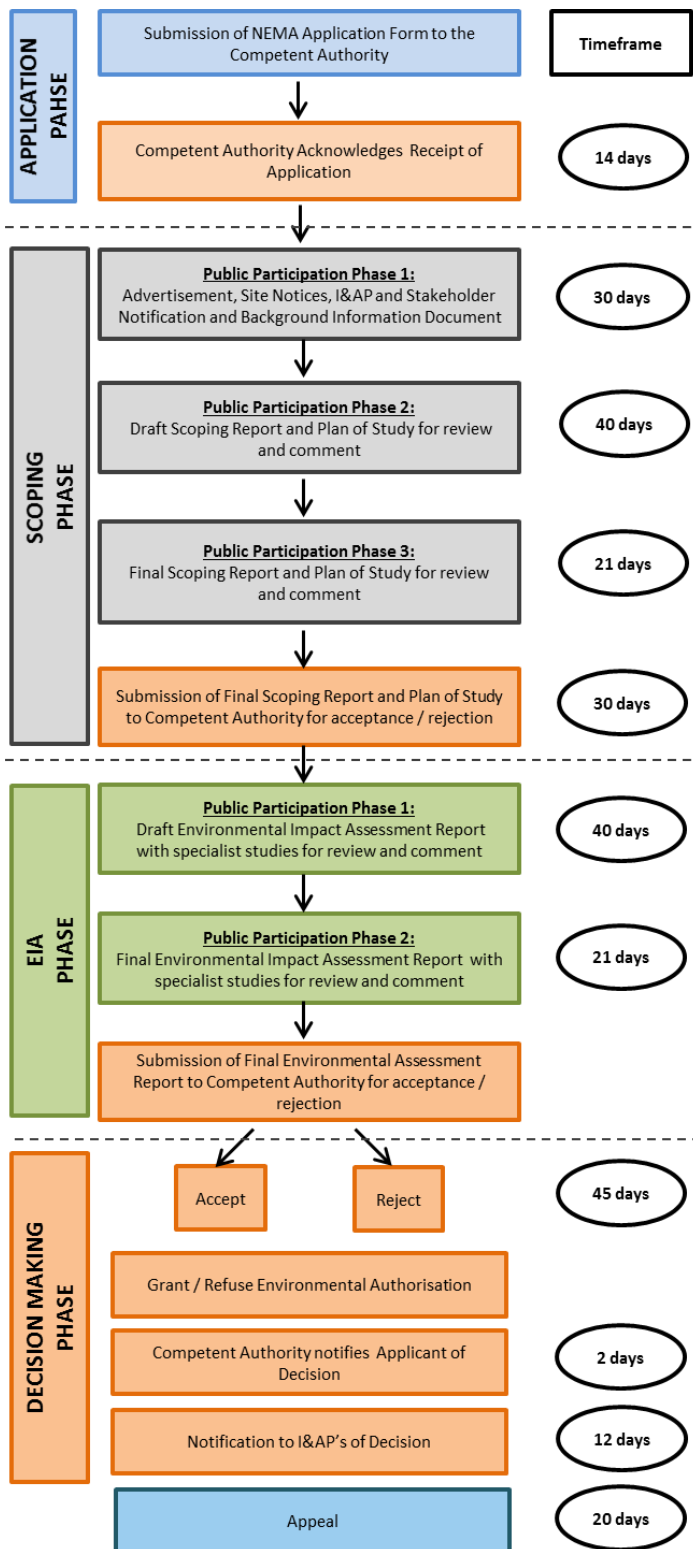 APPLICATION
PAHSE
Submission of NEMA Application Form to the
Competent Authority
Timeframe
Competent Authority Acknowledges Receipt of
Application
14 days
SCOPING
PHASE
Public Participation Phase 1:
Advertisement, Site Notices, I&AP and Stakeholder
Notification and Background Information Document
30 days
Public Participation Phase 2:
Draft Scoping Report and Plan of Study for review
and comment
40 days
Public Participation Phase 3:
Final Scoping Report and Plan of Study for review
and comment
21 days
Submission of Final Scoping Report and Plan of Study
to Competent Authority for acceptance / rejection
30 days
EIA
PHASE
Public Participation Phase 1:
Draft Environmental Impact Assessment Report
with specialist studies for review and comment
40 days
Public Participation Phase 2:
Final Environmental Impact Assessment Report with
specialist studies for review and comment
21 days
Submission of Final Environmental Assessment
Report to Competent Authority for acceptance /
rejection
DECISION MAKING
PHASE
Accept
Reject
45 days
Grant / Refuse Environmental Authorisation
Competent Authority notifies Applicant of
Decision
2 days
Notification to I&AP's of Decision
12 days
Appeal
20 days